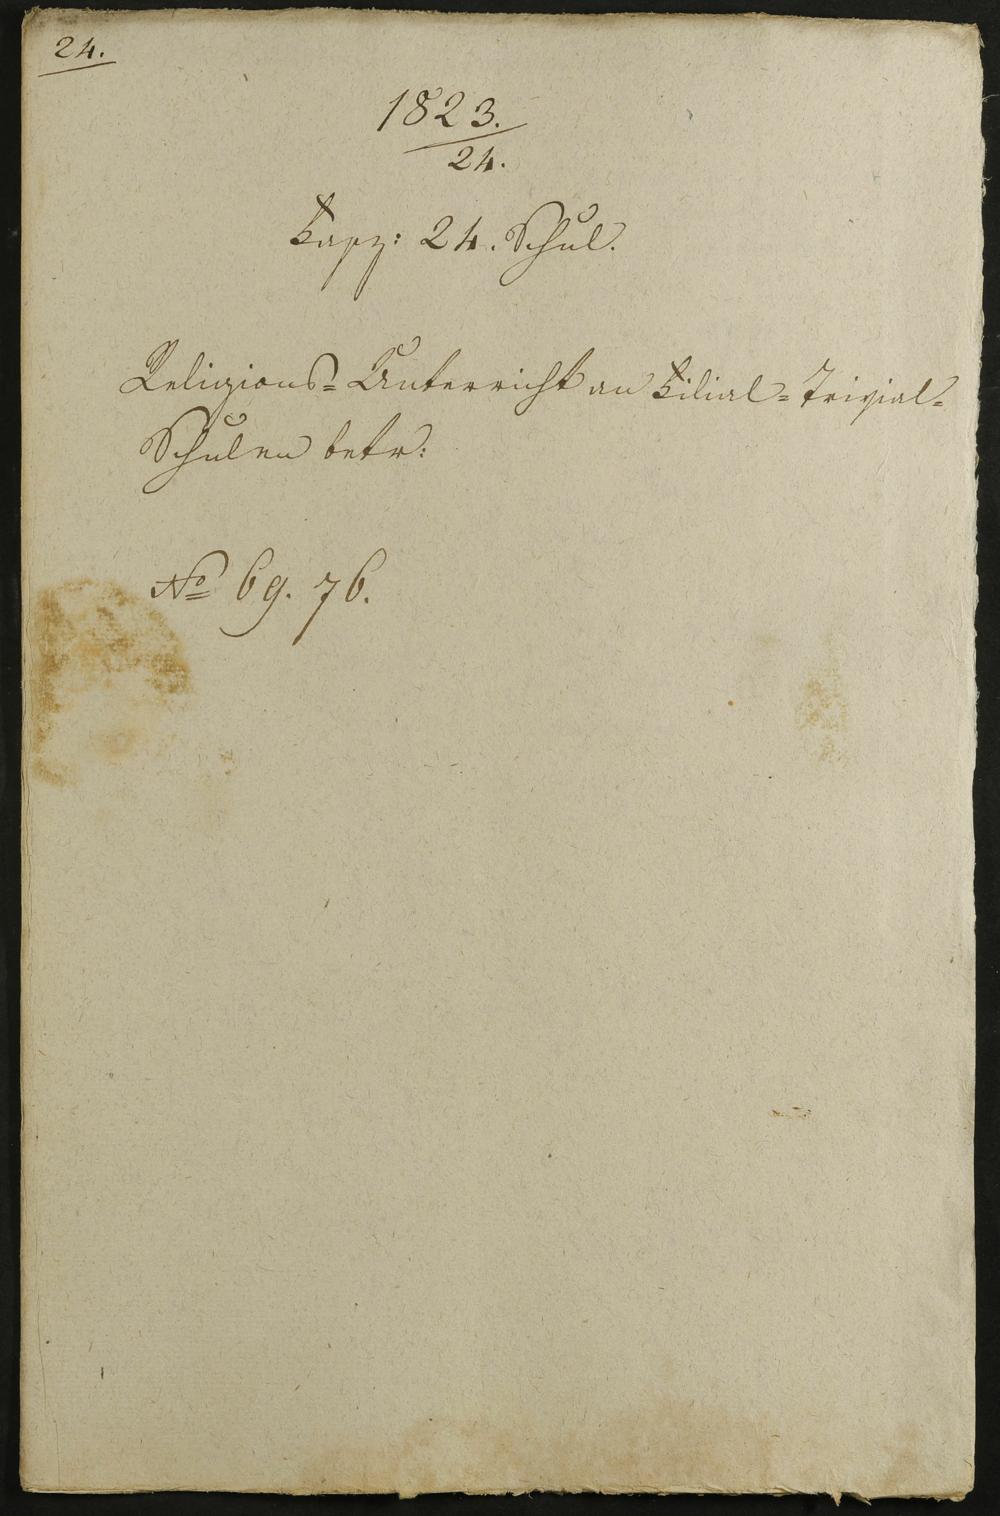 24.
1823.
24.
Fasz: 24. Schul.
Religions= Unterricht an Filial= Trivial=
Schulen betr:
No 69. 76.